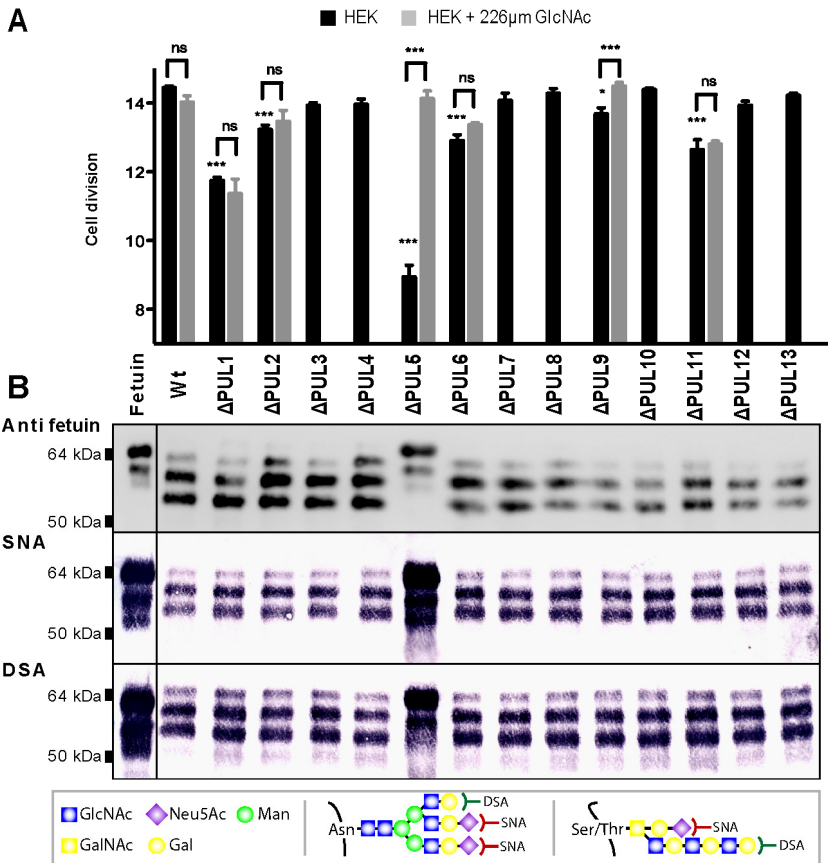 A
HEK
HEK + 226µm GlcNAc
Cell division
14
12
10
8
ns
***
ns
***
ns
***
***
***
ns
***
*
***
ns
B
Fetuin
Wt
ΔPUL1
ΔPUL2
ΔPUL3
ΔPUL4
ΔPUL5
ΔPUL6
ΔPUL7
ΔPUL8
ΔPUL9
ΔPUL10
ΔPUL11
ΔPUL12
ΔPUL13
Anti fetuin
64 kDa
50 kDa
SNA
64 kDa
50 kDa
DSA
64 kDa
50 kDa
GlcNAc
Neu5Ac
Man
GalNAc
Gal
Asn
DSA
SNA
SNA
Ser/Thr
SNA
DSA